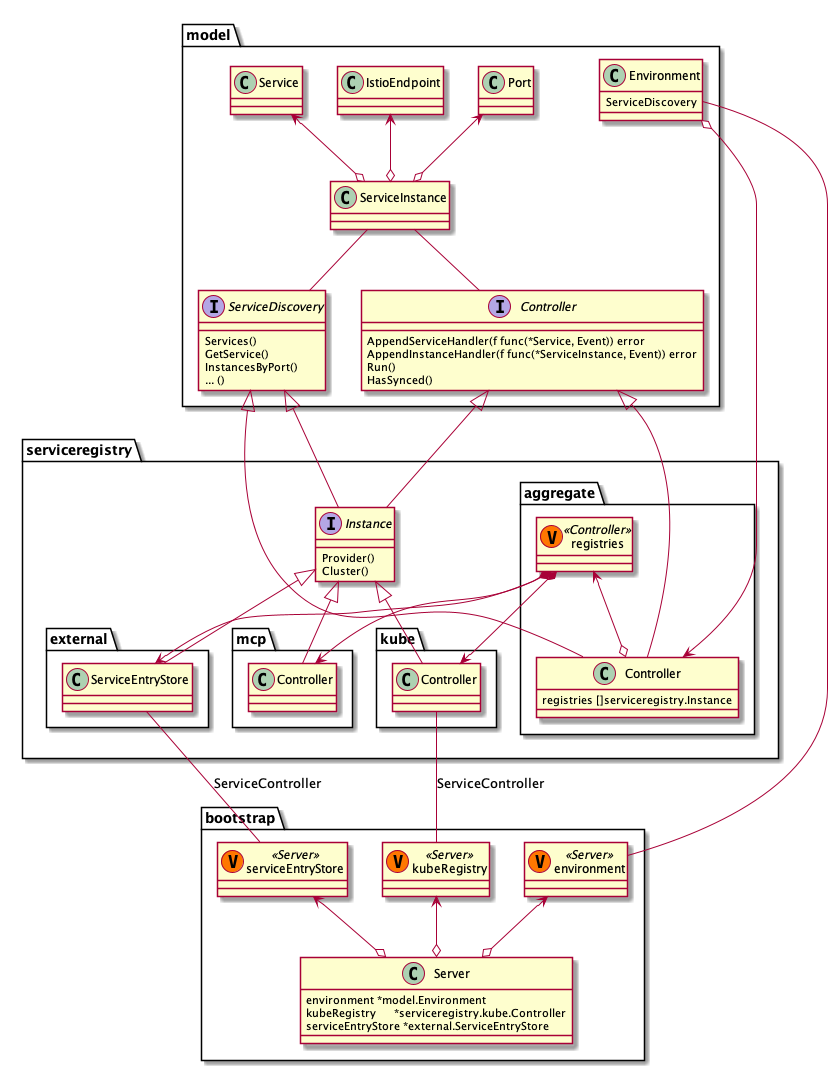 model
C Service
C IstioEndpoint
C Port
C Environment
ServiceDiscovery
C ServiceInstance
I ServiceDiscovery
Services()
GetService()
InstancesByPort()
... ()
I Controller
AppendServiceHandler(f func(*Service, Event)) error
AppendInstanceHandler(f func(*ServiceInstance, Event)) error
Run()
HasSynced()
serviceregistry
I Instance
Provider()
Cluster()
aggregate
V «Controller»
registries
external
C ServiceEntryStore
mcp
C Controller
kube
C Controller
C Controller
registries []serviceregistry.Instance
ServiceController
ServiceController
bootstrap
V «Server»
serviceEntryStore
V «Server»
kubeRegistry
V «Server»
environment
C Server
environment *model.Environment
kubeRegistry *serviceregistry.kube.Controller
serviceEntryStore *external.ServiceEntryStore